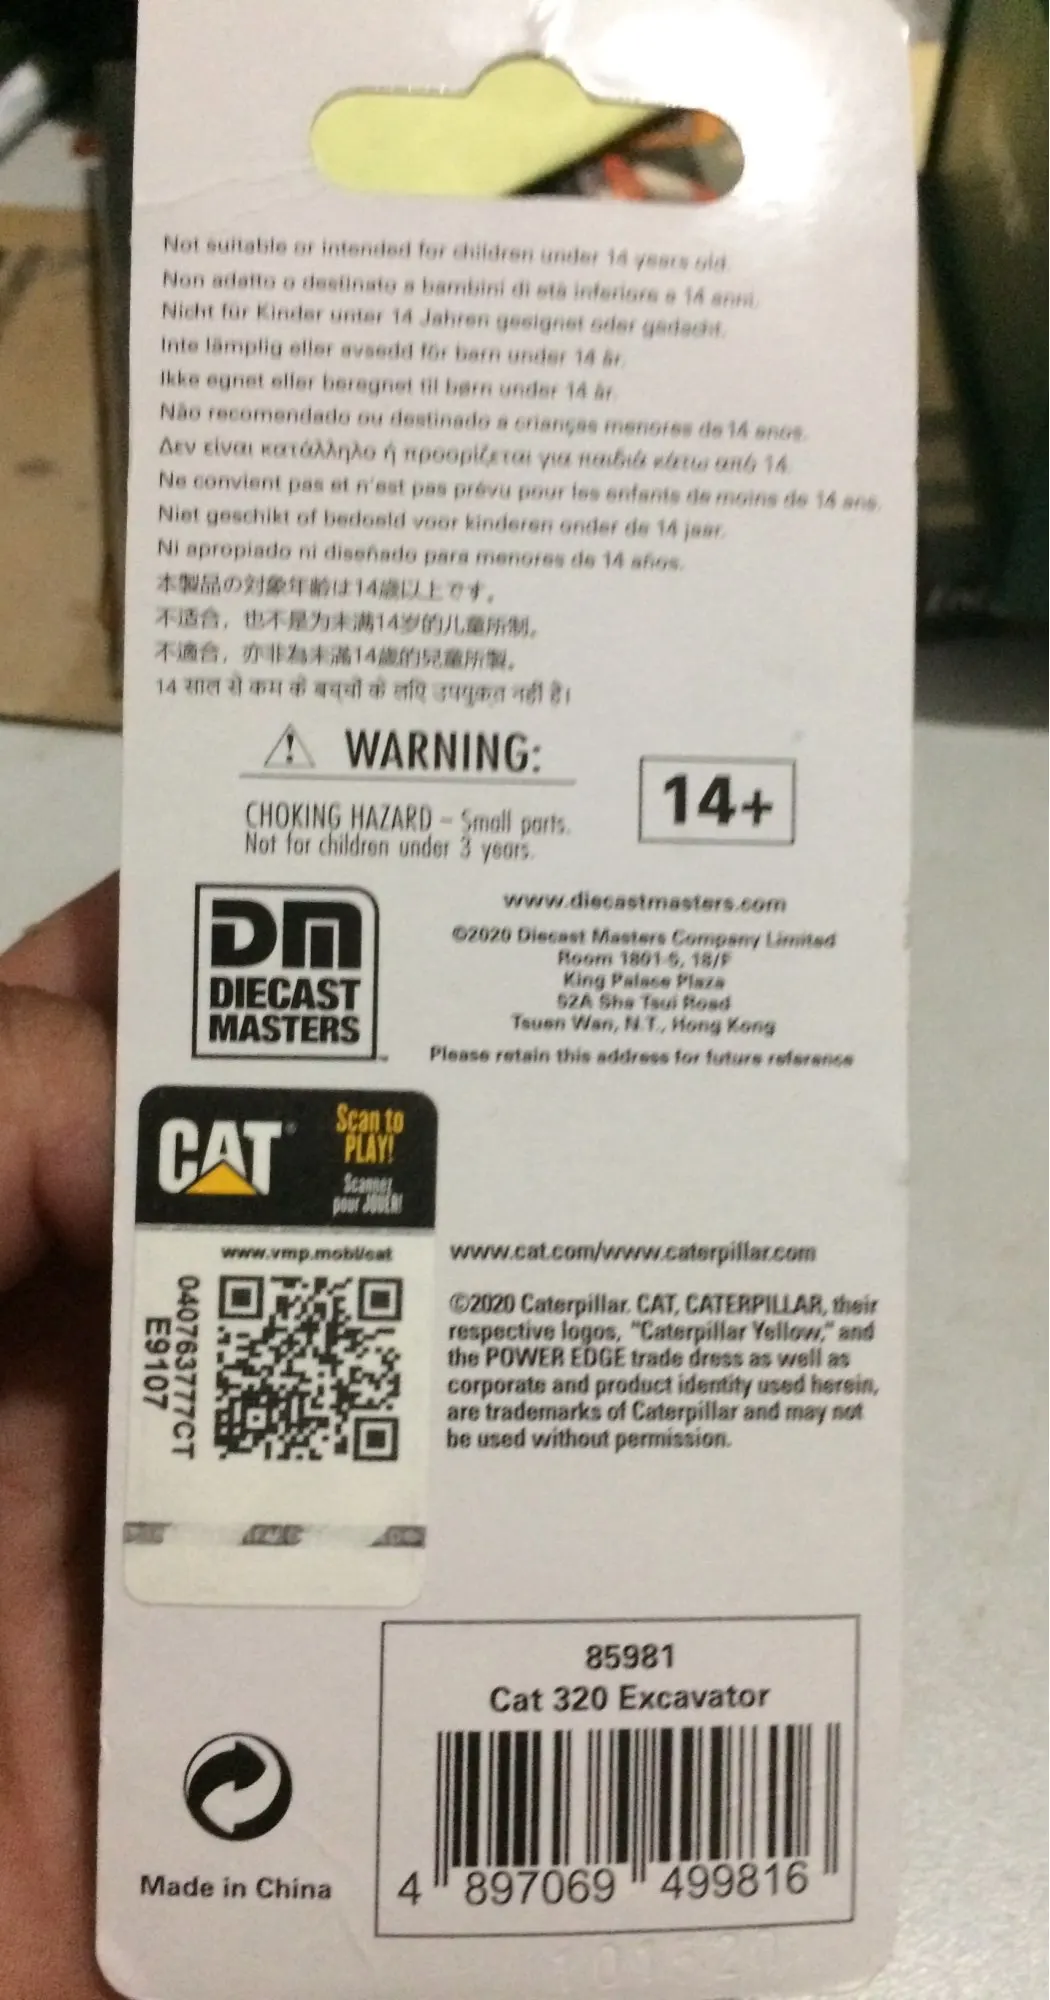 Not suitable or intended for children under 14 years old.
Non adatto o destinato a bambini di età inferiore a 14 anni.
Nicht für Kinder unter 14 Jahren geeignet oder gedacht.
Inte lämplig eller avsedd för barn under 14 år.
Ikke egnet eller beregnet til børn under 14 år.
Não recomendado ou destinado a crianças menores de 14 anos.
Δεν είναι κατάλληλο ή προορίζεται για παιδιά κάτω από 14.
Ne convient pas et n'est pas prévu pour les enfants de moins de 14 ans.
Niet geschikt of bedoeld voor kinderen onder de 14 jaar.
Ni apropiado ni diseñado para menores de 14 años.
本製品の対象年齢は14歳以上です。
不适合，也不是为未满14岁的儿童所制。
不適合，亦非為未滿14歲的兒童所製。
14 साल से कम के बच्चों के लिए उपयुक्त नहीं है।
WARNING:
CHOKING HAZARD – Small parts.
Not for children under 3 years.
14+
DM
DIECAST
MASTERS
www.diecastmasters.com
©2020 Diecast Masters Company Limited
Room 1801-5, 18/F
King Palace Plaza
52A Sha Tsui Road
Tsuen Wan, N.T., Hong Kong
Please retain this address for future reference
CAT
Scan to
PLAY!
Scannez
pour JOUER!
www.vmp.mobi/cat
040763777CT
E9107
www.cat.com/www.caterpillar.com
©2020 Caterpillar. CAT, CATERPILLAR, their
respective logos, "Caterpillar Yellow," and
the POWER EDGE trade dress as well as
corporate and product identity used herein,
are trademarks of Caterpillar and may not
be used without permission.
85981
Cat 320 Excavator
4 897069 499816
Made in China